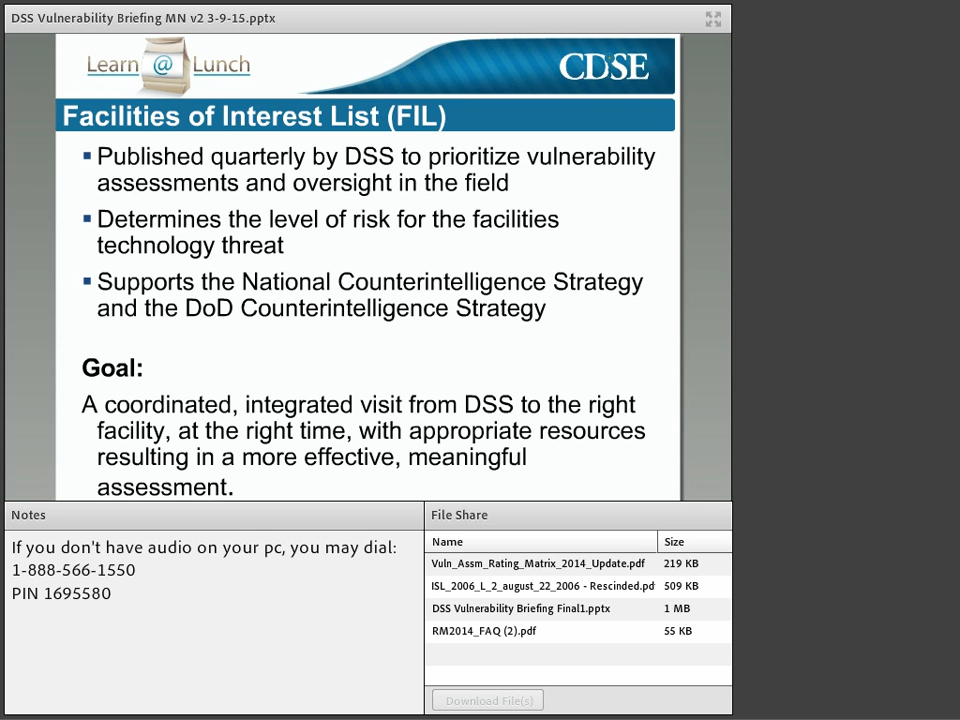 DSS Vulnerability Briefing MN v2 3-9-15.pptx
Learn @ Lunch
CDSE
Facilities of Interest List (FIL)
▪ Published quarterly by DSS to prioritize vulnerability
assessments and oversight in the field
▪ Determines the level of risk for the facilities
technology threat
▪ Supports the National Counterintelligence Strategy
and the DoD Counterintelligence Strategy
Goal:
A coordinated, integrated visit from DSS to the right
facility, at the right time, with appropriate resources
resulting in a more effective, meaningful
assessment.
Notes
If you don't have audio on your pc, you may dial:
1-888-566-1550
PIN 1695580
File Share
Name Size
Vuln_Assm_Rating_Matrix_2014_Update.pdf 219 KB
ISL_2006_L_2_august_22_2006 - Rescinded.pd 509 KB
DSS Vulnerability Briefing Final1.pptx 1 MB
RM2014_FAQ (2).pdf 55 KB
Download File(s)